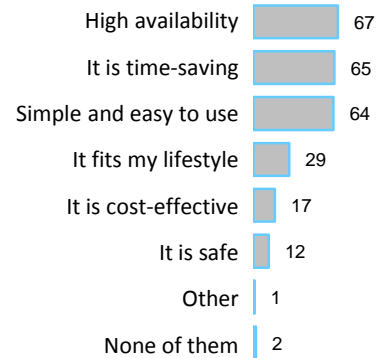 High availability 67
It is time-saving 65
Simple and easy to use 64
It fits my lifestyle 29
It is cost-effective 17
It is safe 12
Other 1
None of them 2